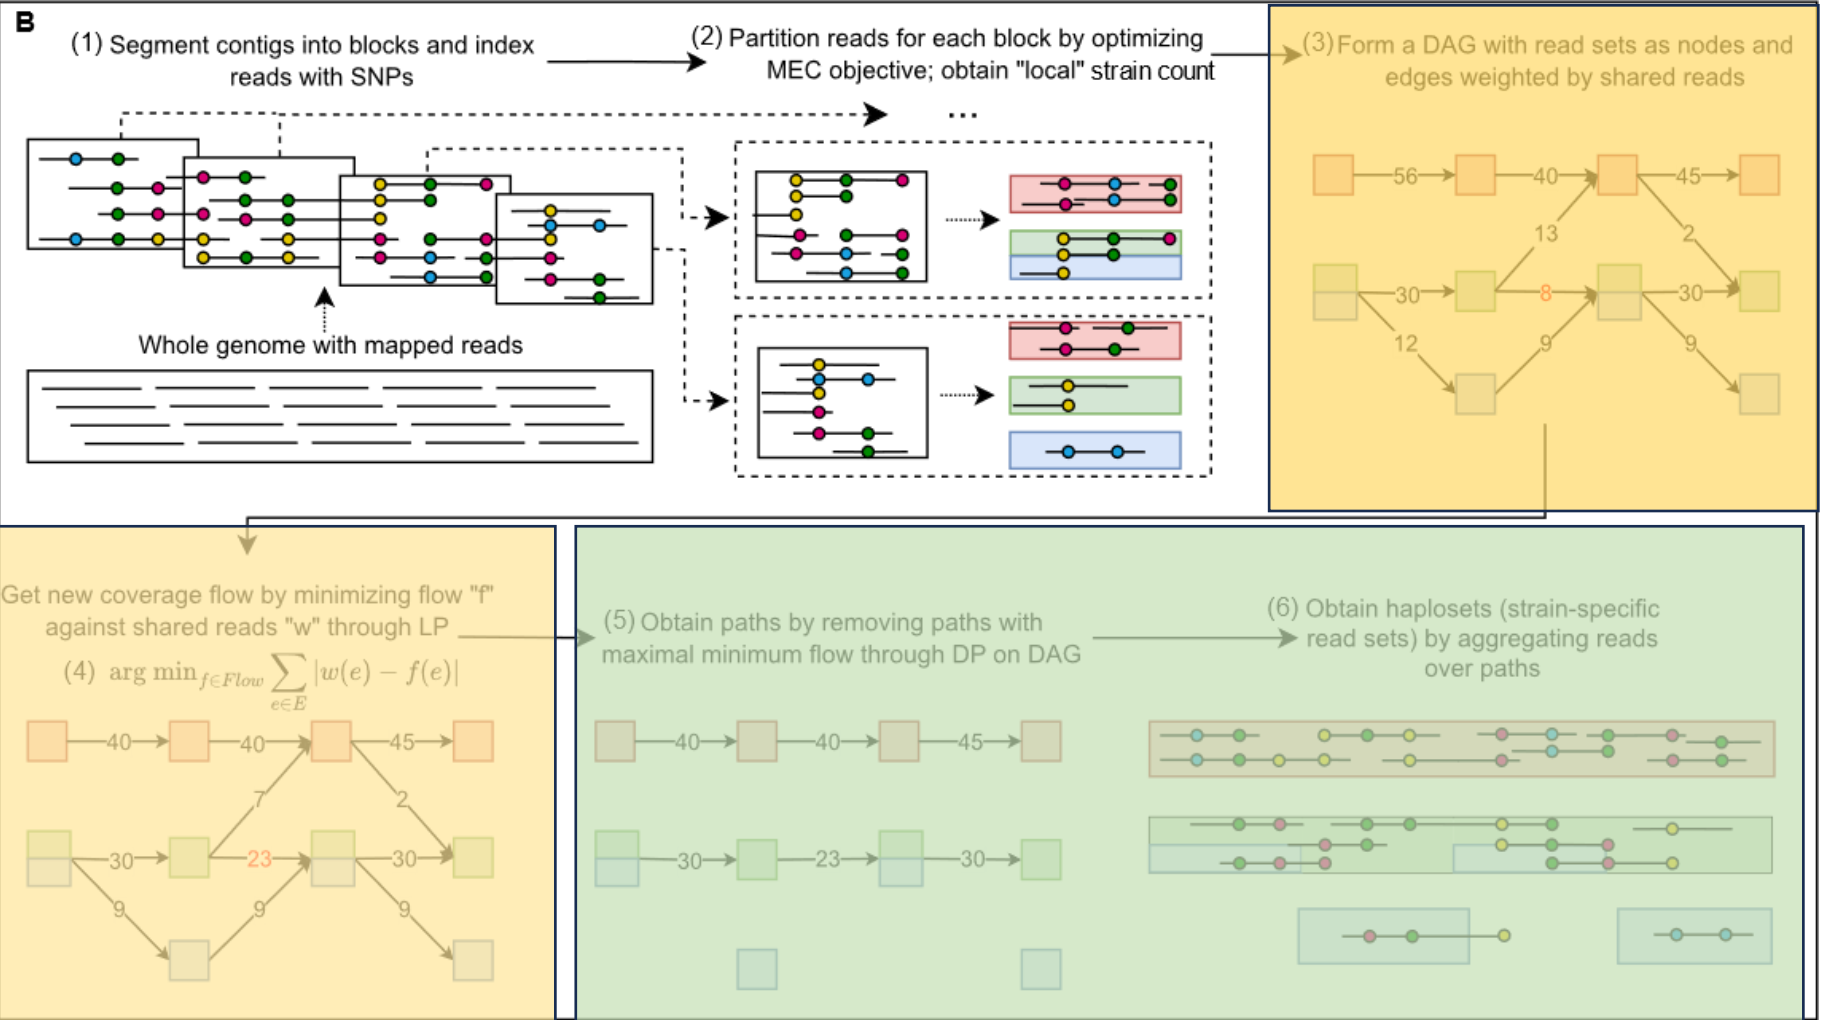 B
(1) Segment contigs into blocks and index
reads with SNPs
(2) Partition reads for each block by optimizing
MEC objective; obtain "local" strain count
(3) Form a DAG with read sets as nodes and
edges weighted by shared reads
...
56 40 45
13 2
30 8 30
12 9 9
Whole genome with mapped reads
Get new coverage flow by minimizing flow "f"
against shared reads "w" through LP
(4) arg min f∈Flow ∑ e∈E |w(e) − f(e)|
40 40 45
7 2
30 23 30
9 9 9
(5) Obtain paths by removing paths with
maximal minimum flow through DP on DAG
40 40 45
30 23 30
(6) Obtain haplosets (strain-specific
read sets) by aggregating reads
over paths